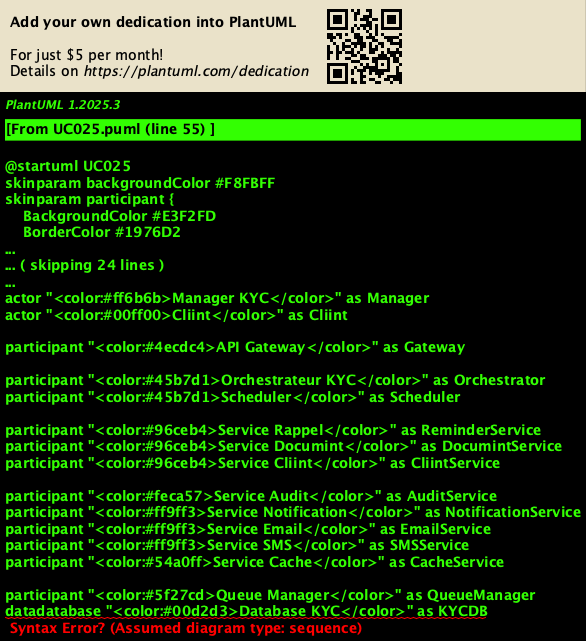 Add your own dedication into PlantUML
For just $5 per month!
Details on https://plantuml.com/dedication
PlantUML 1.2025.3
[From UC025.puml (line 55) ]
@startuml UC025
skinparam backgroundColor #F8FBFF
skinparam participant {
BackgroundColor #E3F2FD
BorderColor #1976D2
...
... ( skipping 24 lines )
...
actor "<color:#ff6b6b>Manager KYC</color>" as Manager
actor "<color:#00ff00>Cliint</color>" as Cliint
participant "<color:#4ecdc4>API Gateway</color>" as Gateway
participant "<color:#45b7d1>Orchestrateur KYC</color>" as Orchestrator
participant "<color:#45b7d1>Scheduler</color>" as Scheduler
participant "<color:#96ceb4>Service Rappel</color>" as ReminderService
participant "<color:#96ceb4>Service Documint</color>" as DocumintService
participant "<color:#96ceb4>Service Cliint</color>" as CliintService
participant "<color:#feca57>Service Audit</color>" as AuditService
participant "<color:#ff9ff3>Service Notification</color>" as NotificationService
participant "<color:#ff9ff3>Service Email</color>" as EmailService
participant "<color:#ff9ff3>Service SMS</color>" as SMSService
participant "<color:#54a0ff>Service Cache</color>" as CacheService
participant "<color:#5f27cd>Queue Manager</color>" as QueueManager
datadatabase "<color:#00d2d3>Database KYC</color>" as KYCDB
Syntax Error? (Assumed diagram type: sequence)